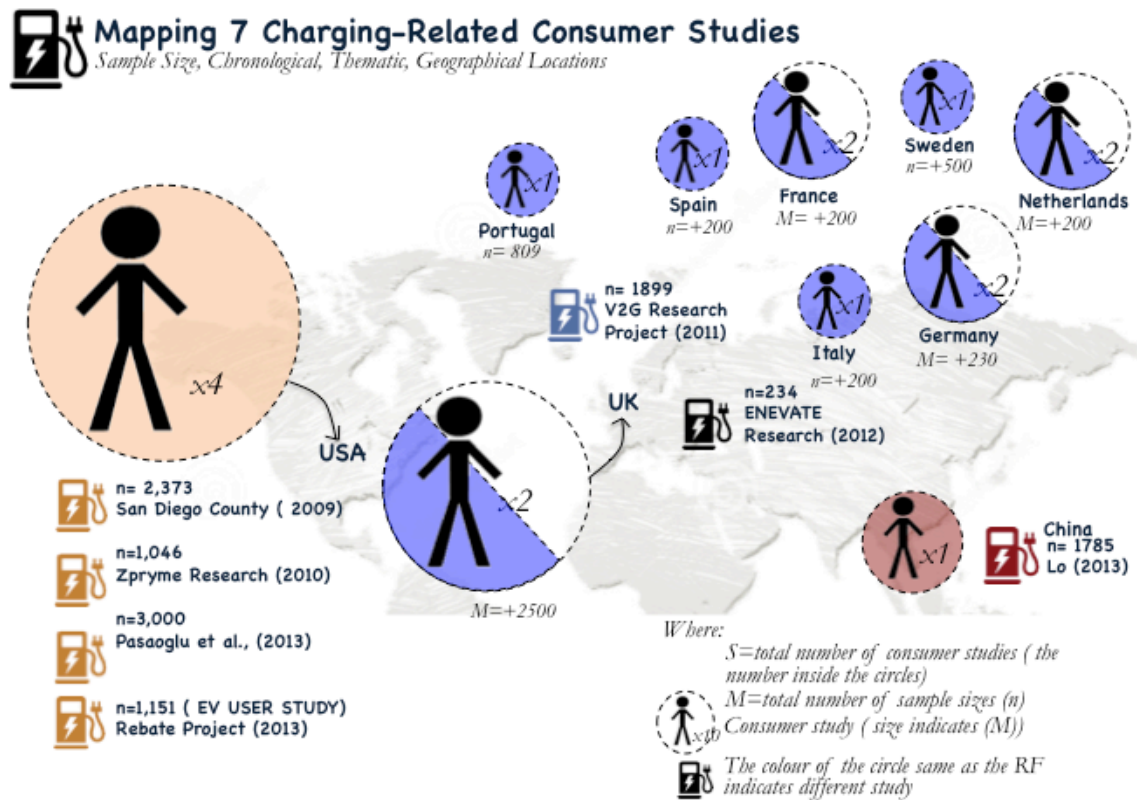 Mapping 7 Charging-Related Consumer Studies
Sample Size, Chronological, Thematic, Geographical Locations
x1
Portugal
n= 809
x1
Spain
n=+200
x2
France
M= +200
x1
Sweden
n=+500
x2
Netherlands
M=+200
x2
Germany
M= +230
x1
Italy
n=+200
n= 1899
V2G Research
Project (2011)
n=234
ENEVATE
Research (2012)
UK
x4
USA
x2
M=+2500
n= 2,373
San Diego County ( 2009)
n=1,046
Zpryme Research (2010)
n=3,000
Pasaoglu et al., (2013)
n=1,151 ( EV USER STUDY)
Rebate Project (2013)
x1
China
n= 1785
Lo (2013)
Where:
S=total number of consumer studies ( the
number inside the circles)
M=total number of sample sizes (n)
x10
Consumer study ( size indicates (M))
The colour of the circle same as the RF
indicates different study